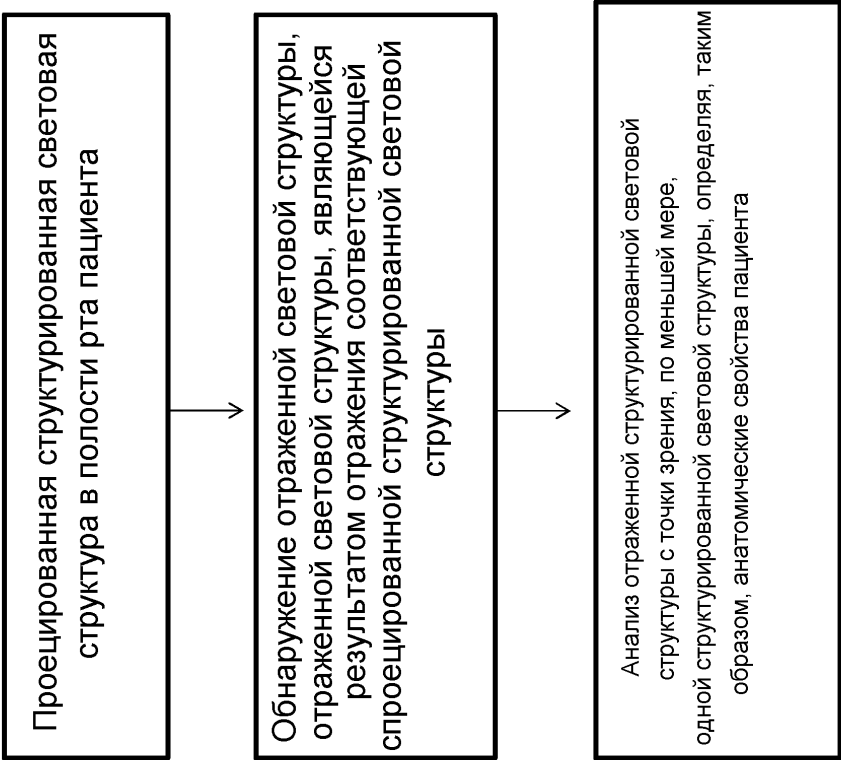 Проецированная структурированная световая
структура в полости рта пациента
Обнаружение отраженной световой структуры,
отраженной световой структуры, являющейся
результатом отражения соответствующей
спроецированной структурированной световой
структуры
Анализ отраженной структурированной световой
структуры с точки зрения, по меньшей мере,
одной структурированной световой структуры, определяя, таким
образом, анатомические свойства пациента